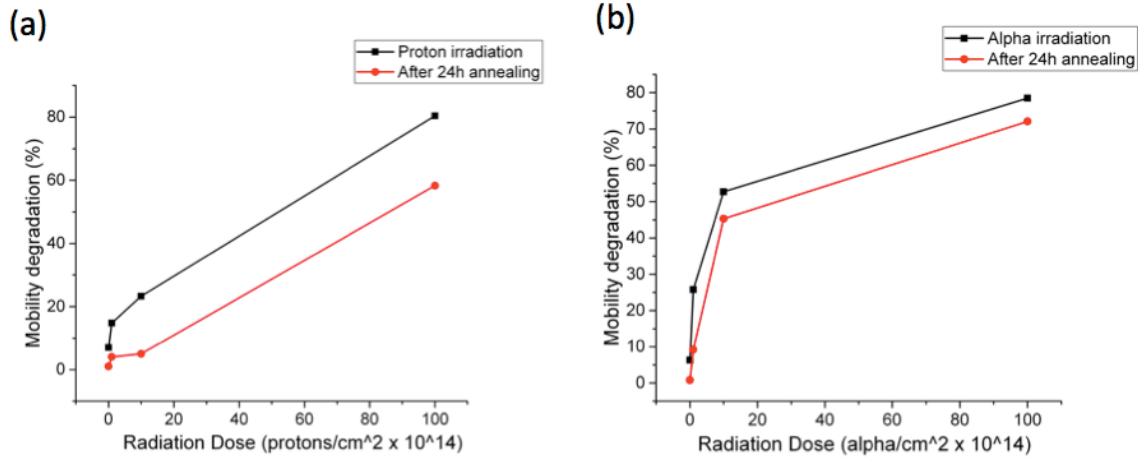 (a)
Proton irradiation
After 24h annealing
Mobility degradation (%)
80
60
40
20
0
0 20 40 60 80 100
Radiation Dose (protons/cm^2 x 10^14)
(b)
Alpha irradiation
After 24h annealing
Mobility degradation (%)
80
70
60
50
40
30
20
10
0
0 20 40 60 80 100
Radiation Dose (alpha/cm^2 x 10^14)